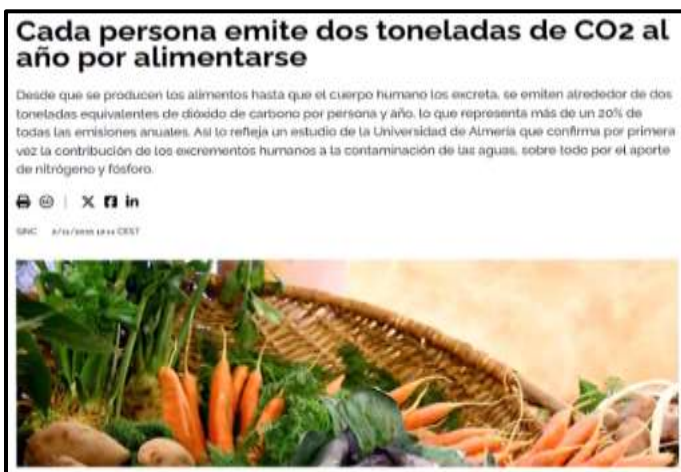 Cada persona emite dos toneladas de CO2 al
año por alimentarse
Desde que se producen los alimentos hasta que el cuerpo humano los excreta, se emiten alrededor de dos
toneladas equivalentes de dióxido de carbono por persona y año, lo que representa más de un 20% de
todas las emisiones anuales. Así lo refleja un estudio de la Universidad de Almería que confirma por primera
vez la contribución de los excrementos humanos a la contaminación de las aguas, sobre todo por el aporte
de nitrógeno y fósforo.
SINC CEST